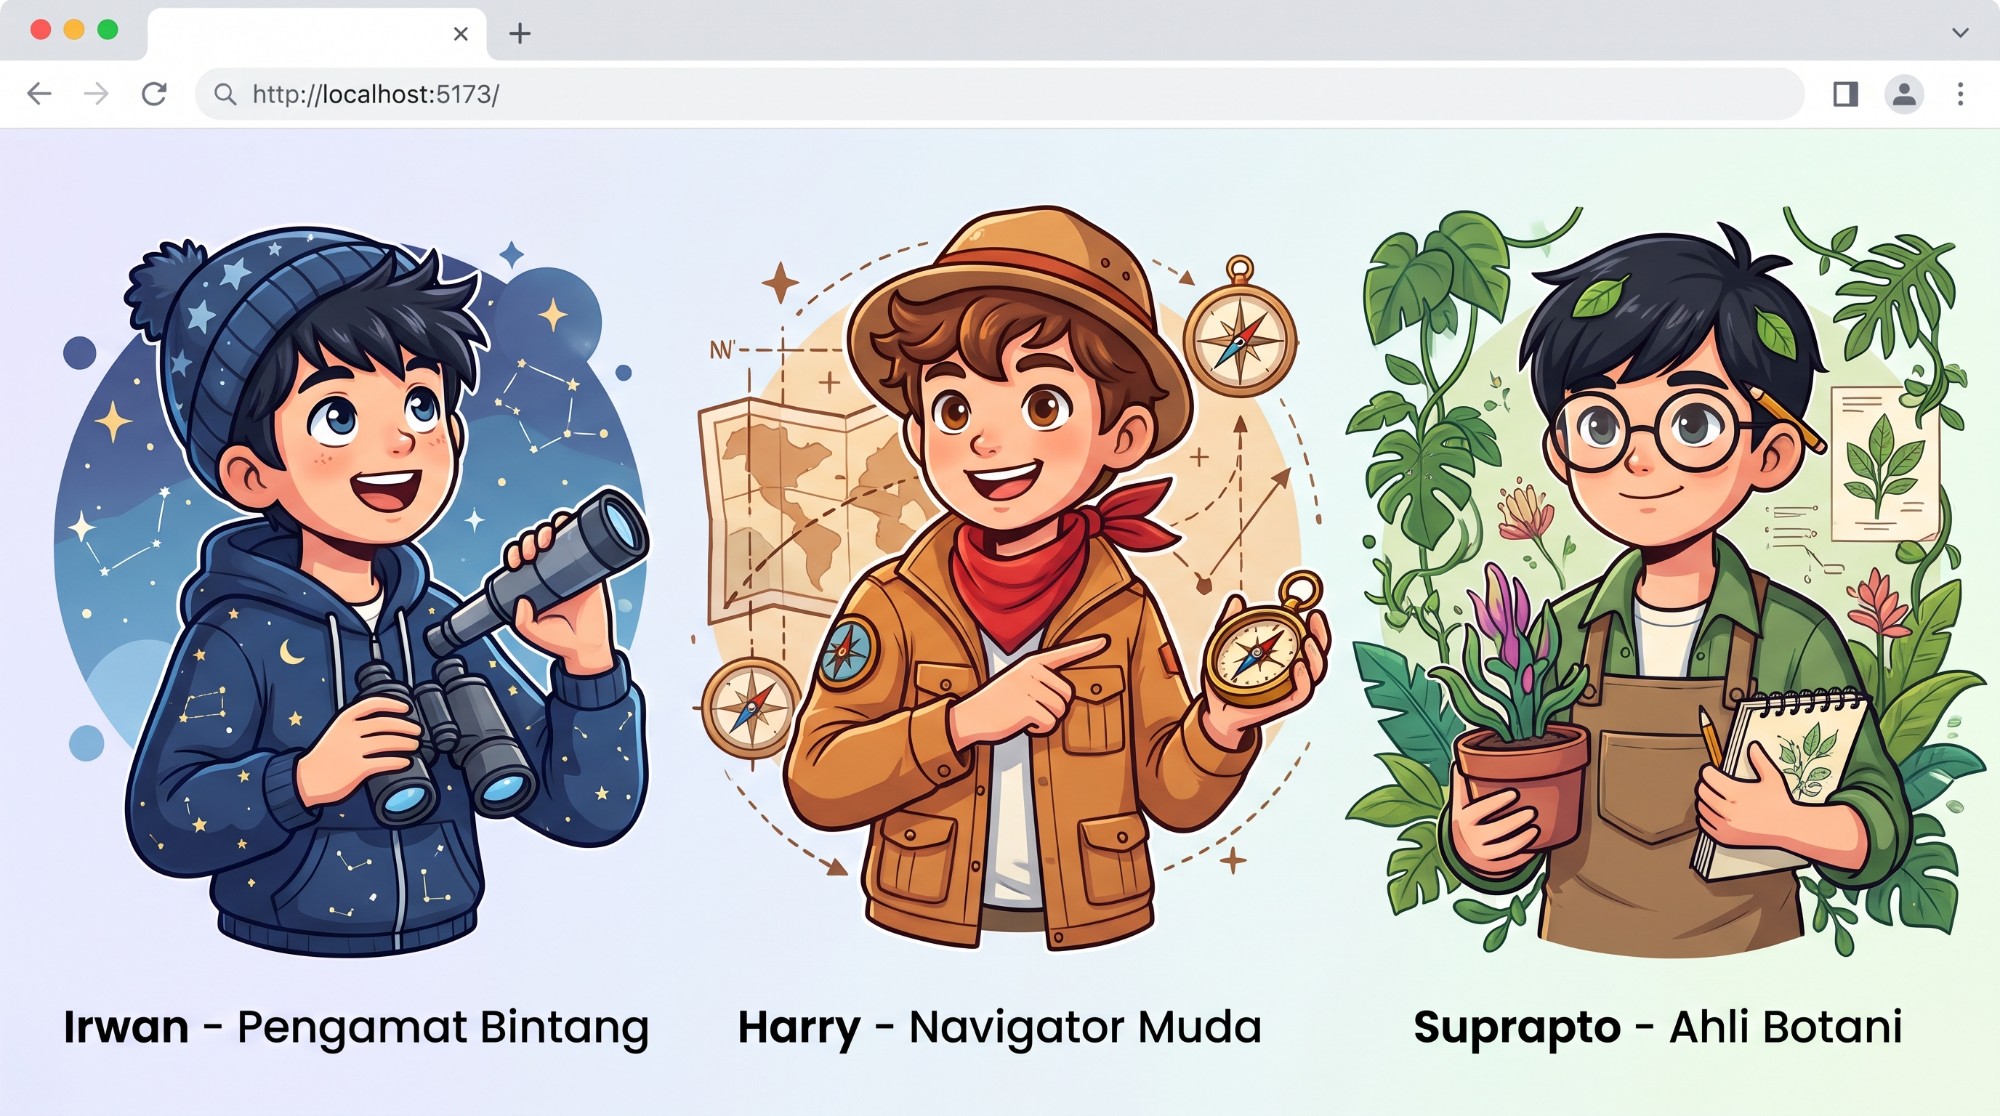 http://localhost:5173/
N
Irwan - Pengamat Bintang
Harry - Navigator Muda
Suprapto - Ahli Botani